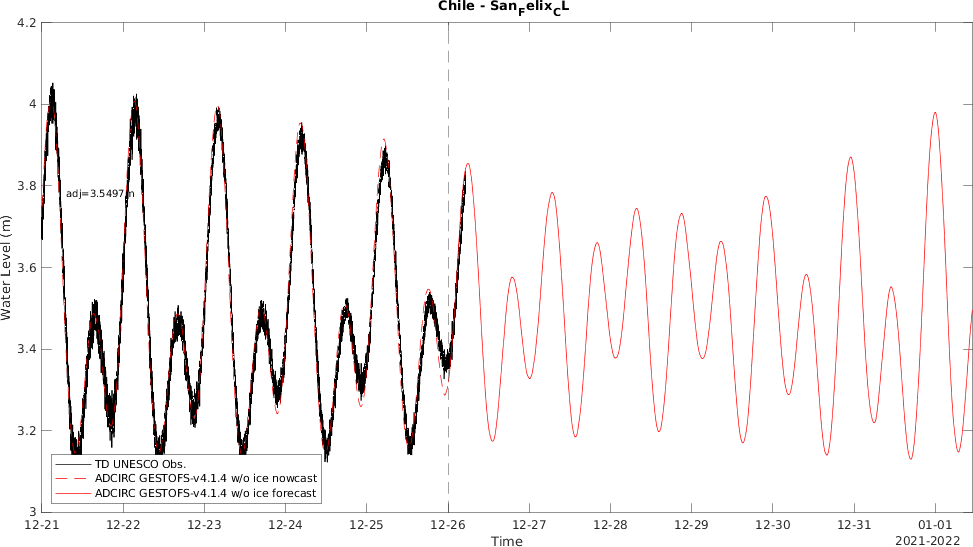 Chile - SanFelixCL
4.2
4
3.8
3.6
3.4
3.2
3
Water Level (m)
adj=3.5497m
TD UNESCO Obs.
ADCIRC GESTOFS-v4.1.4 w/o ice nowcast
ADCIRC GESTOFS-v4.1.4 w/o ice forecast
12-21 12-22 12-23 12-24 12-25 12-26 12-27 12-28 12-29 12-30 12-31 01-01
Time
2021-2022